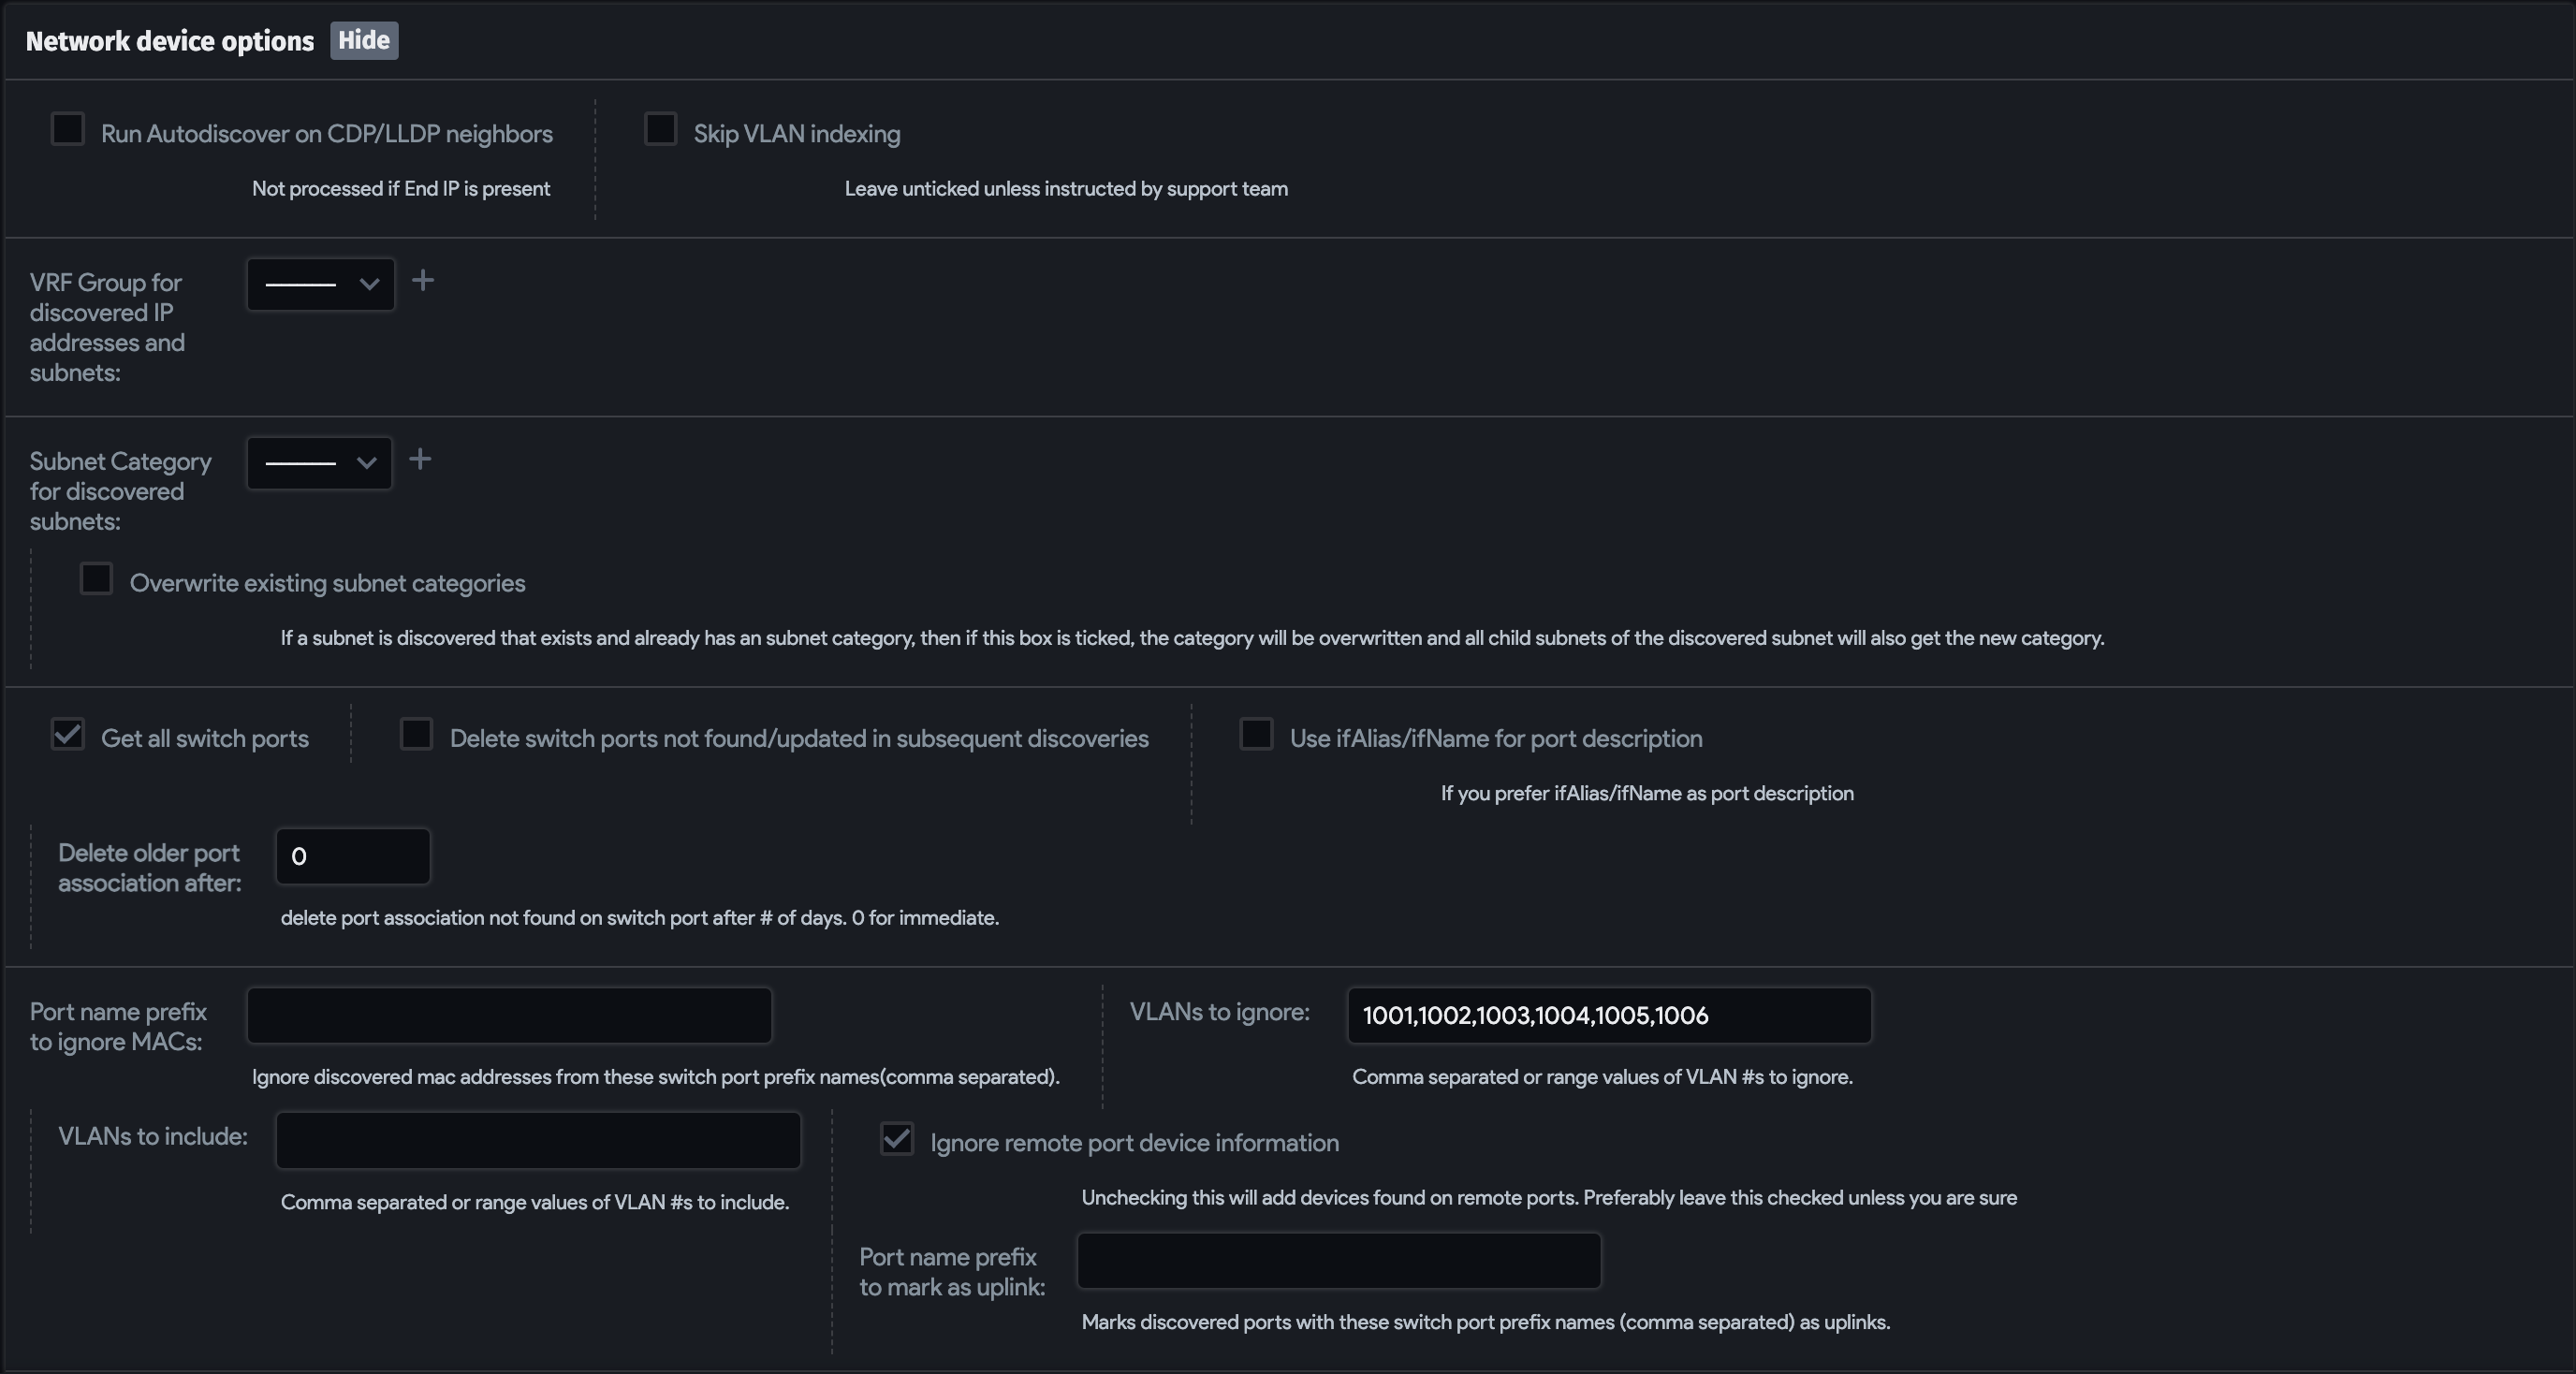 Network device options Hide
Run Autodiscover on CDP/LLDP neighbors
Not processed if End IP is present
Skip VLAN indexing
Leave unticked unless instructed by support team
VRF Group for
discovered IP
addresses and
subnets:
Subnet Category
for discovered
subnets:
Overwrite existing subnet categories
If a subnet is discovered that exists and already has an subnet category, then if this box is ticked, the category will be overwritten and all child subnets of the discovered subnet will also get the new category.
Get all switch ports
Delete switch ports not found/updated in subsequent discoveries
Use ifAlias/ifName for port description
If you prefer ifAlias/ifName as port description
Delete older port
association after:
0
delete port association not found on switch port after # of days. 0 for immediate.
Port name prefix
to ignore MACs:
Ignore discovered mac addresses from these switch port prefix names(comma separated).
VLANs to ignore:
1001,1002,1003,1004,1005,1006
Comma separated or range values of VLAN #s to ignore.
VLANs to include:
Comma separated or range values of VLAN #s to include.
Ignore remote port device information
Unchecking this will add devices found on remote ports. Preferably leave this checked unless you are sure
Port name prefix
to mark as uplink:
Marks discovered ports with these switch port prefix names (comma separated) as uplinks.